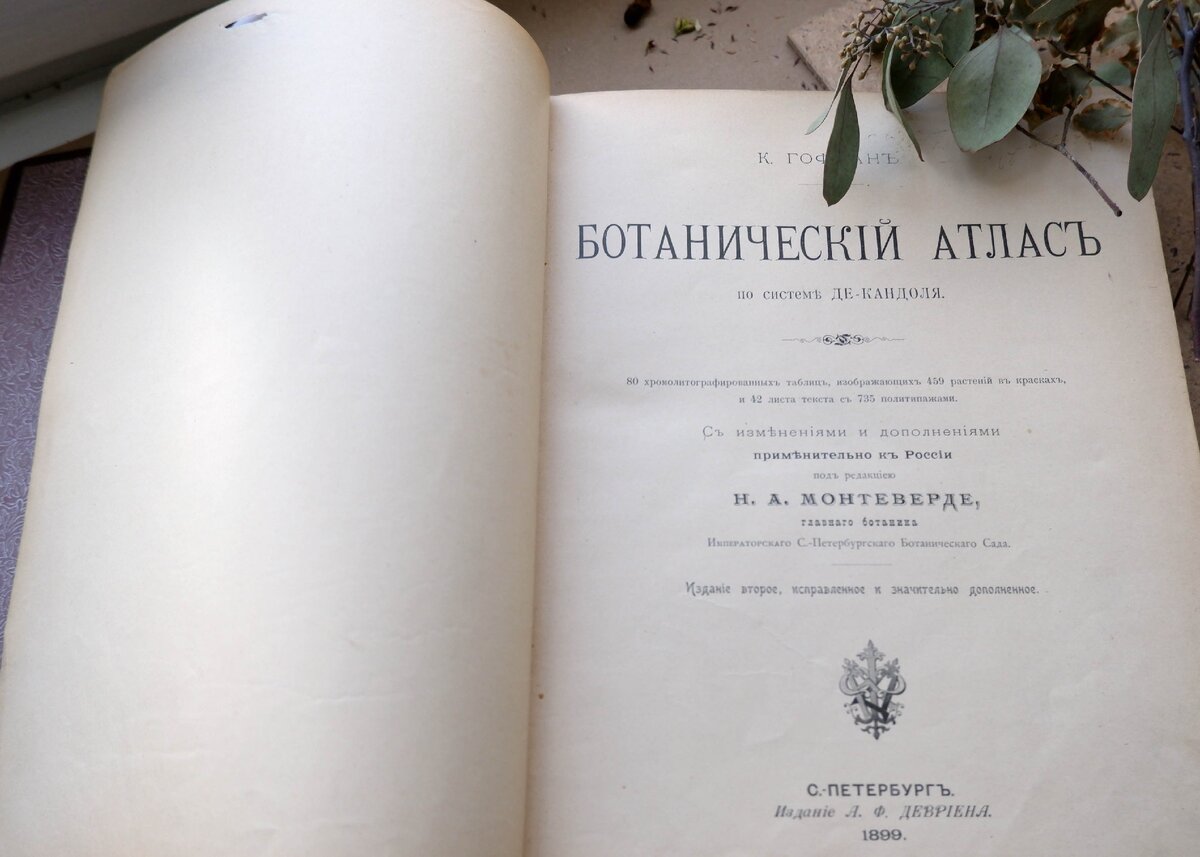 К. ГОФМАНЪ
БОТАНИЧЕСКІЙ АТЛАСЪ
по системѣ ДЕ-КАНДОЛЯ.
80 хромолитографированныхъ таблицъ, изображающихъ 459 растеній въ краскахъ,
и 42 листа текста съ 735 политипажами.
Съ измѣненіями и дополненіями
примѣнительно къ Россіи
подъ редакціею
Н. А. МОНТЕВЕРДЕ,
главнаго ботаника
Императорскаго С.-Петербургскаго Ботаническаго Сада.
Изданіе второе, исправленное и значительно дополненное.
С.-ПЕТЕРБУРГЪ.
Изданіе А. Ф. ДЕВРІЕНА.
1899.